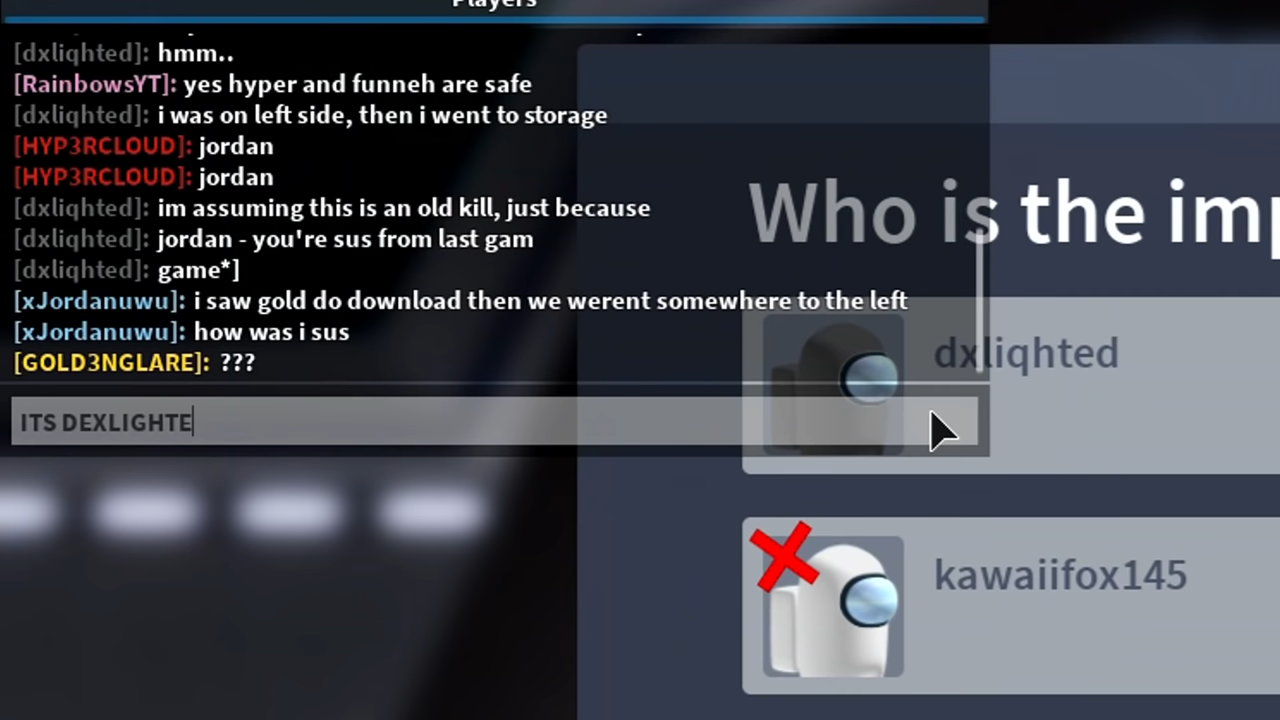 Players
[dxliqhted]: hmm..
[RainbowsYT]: yes hyper and funneh are safe
[dxliqhted]: i was on left side, then i went to storage
[HYP3RCLOUD]: jordan
[HYP3RCLOUD]: jordan
[dxliqhted]: im assuming this is an old kill, just because
[dxliqhted]: jordan - you're sus from last gam
[dxliqhted]: game*]
[xJordanuwu]: i saw gold do download then we werent somewhere to the left
[xJordanuwu]: how was i sus
[GOLD3NGLARE]: ???
ITS DEXLIGHTE
Who is the imp
dxliqhted
kawaiifox145